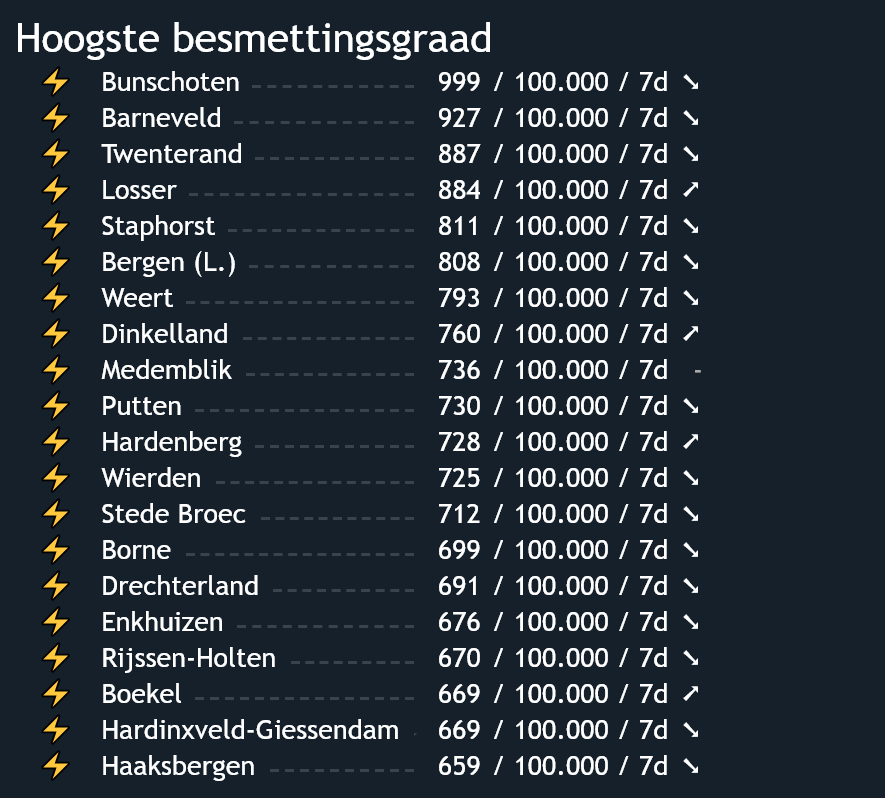 Hoogste besmettingsgraad
⚡ Bunschoten ----------- 999 / 100.000 / 7d ➘
⚡ Barneveld ------------ 927 / 100.000 / 7d ➘
⚡ Twenterand ----------- 887 / 100.000 / 7d ➘
⚡ Losser --------------- 884 / 100.000 / 7d ➚
⚡ Staphorst ------------ 811 / 100.000 / 7d ➘
⚡ Bergen (L.) ----------- 808 / 100.000 / 7d ➘
⚡ Weert --------------- 793 / 100.000 / 7d ➘
⚡ Dinkelland ----------- 760 / 100.000 / 7d ➚
⚡ Medemblik ----------- 736 / 100.000 / 7d -
⚡ Putten -------------- 730 / 100.000 / 7d ➘
⚡ Hardenberg ----------- 728 / 100.000 / 7d ➚
⚡ Wierden -------------- 725 / 100.000 / 7d ➘
⚡ Stede Broec ---------- 712 / 100.000 / 7d ➘
⚡ Borne --------------- 699 / 100.000 / 7d ➘
⚡ Drechterland --------- 691 / 100.000 / 7d ➘
⚡ Enkhuizen ------------ 676 / 100.000 / 7d ➘
⚡ Rijssen-Holten -------- 670 / 100.000 / 7d ➘
⚡ Boekel -------------- 669 / 100.000 / 7d ➚
⚡ Hardinxveld-Giessendam - 669 / 100.000 / 7d ➘
⚡ Haaksbergen ---------- 659 / 100.000 / 7d ➘